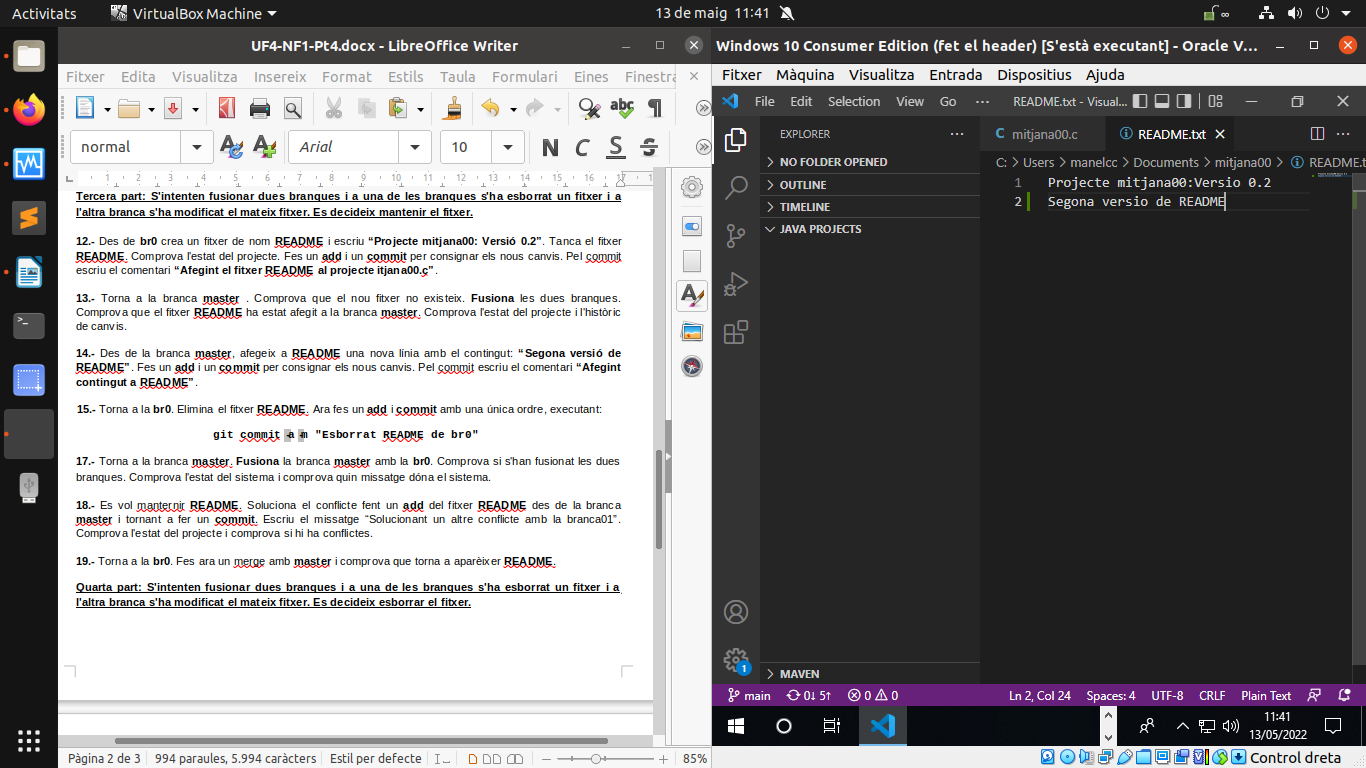 Activitats
VirtualBox Machine
13 de maig 11:41
UF4-NF1-Pt4.docx - LibreOffice Writer
Fitxer Edita Visualitza Insereix Format Estils Taula Formulari Eines Finestra
normal
Arial
10
N K S S
1 2 3 4 5 6 7 8 9 10 11 12 13 14 15 16 17 18
Tercera part: S'intenten fusionar dues branques i a una de les branques s'ha esborrat un fitxer i a
l'altra branca s'ha modificat el mateix fitxer. Es decideix mantenir el fitxer.
12.- Des de br0 crea un fitxer de nom README i escriu “Projecte mitjana00: Versió 0.2”. Tanca el fitxer
README. Comprova l'estat del projecte. Fes un add i un commit per consignar els nous canvis. Pel commit
escriu el comentari “Afegint el fitxer README al projecte itjana00.c”.
13.- Torna a la branca master . Comprova que el nou fitxer no existeix. Fusiona les dues branques.
Comprova que el fitxer README ha estat afegit a la branca master. Comprova l'estat del projecte i l'històric
de canvis.
14.- Des de la branca master, afegeix a README una nova línia amb el contingut: “Segona versió de
README”. Fes un add i un commit per consignar els nous canvis. Pel commit escriu el comentari “Afegint
contingut a README”.
15.- Torna a la br0. Elimina el fitxer README. Ara fes un add i commit amb una única ordre, executant:
git commit -a -m "Esborrat README de br0"
17.- Torna a la branca master. Fusiona la branca master amb la br0. Comprova si s'han fusionat les dues
branques. Comprova l'estat del sistema i comprova quin missatge dóna el sistema.
18.- Es vol manternir README. Soluciona el conflicte fent un add del fitxer README des de la branca
master i tornant a fer un commit. Escriu el missatge “Solucionant un altre conflicte amb la branca01”.
Comprova l'estat del projecte i comprova si hi ha conflictes.
19.- Torna a la br0. Fes ara un merge amb master i comprova que torna a aparèixer README.
Quarta part: S'intenten fusionar dues branques i a una de les branques s'ha esborrat un fitxer i a
l'altra branca s'ha modificat el mateix fitxer. Es decideix esborrar el fitxer.
Pàgina 2 de 3 994 paraules, 5.994 caràcters Estil per defecte 85%
Windows 10 Consumer Edition (fet el header) [S'està executant] - Oracle V...
Fitxer Màquina Visualitza Entrada Dispositius Ajuda
File Edit Selection View Go ··· README.txt - Visual...
EXPLORER
NO FOLDER OPENED
OUTLINE
TIMELINE
JAVA PROJECTS
MAVEN
C mitjana00.c README.txt
C: > Users > manelcc > Documents > mitjana00 > README.t
1 Projecte mitjana00:Versio 0.2
2 Segona versio de README
1
main 0↓ 5↑ 0 0 Ln 2, Col 24 Spaces: 4 UTF-8 CRLF Plain Text
11:41
13/05/2022
Control dreta